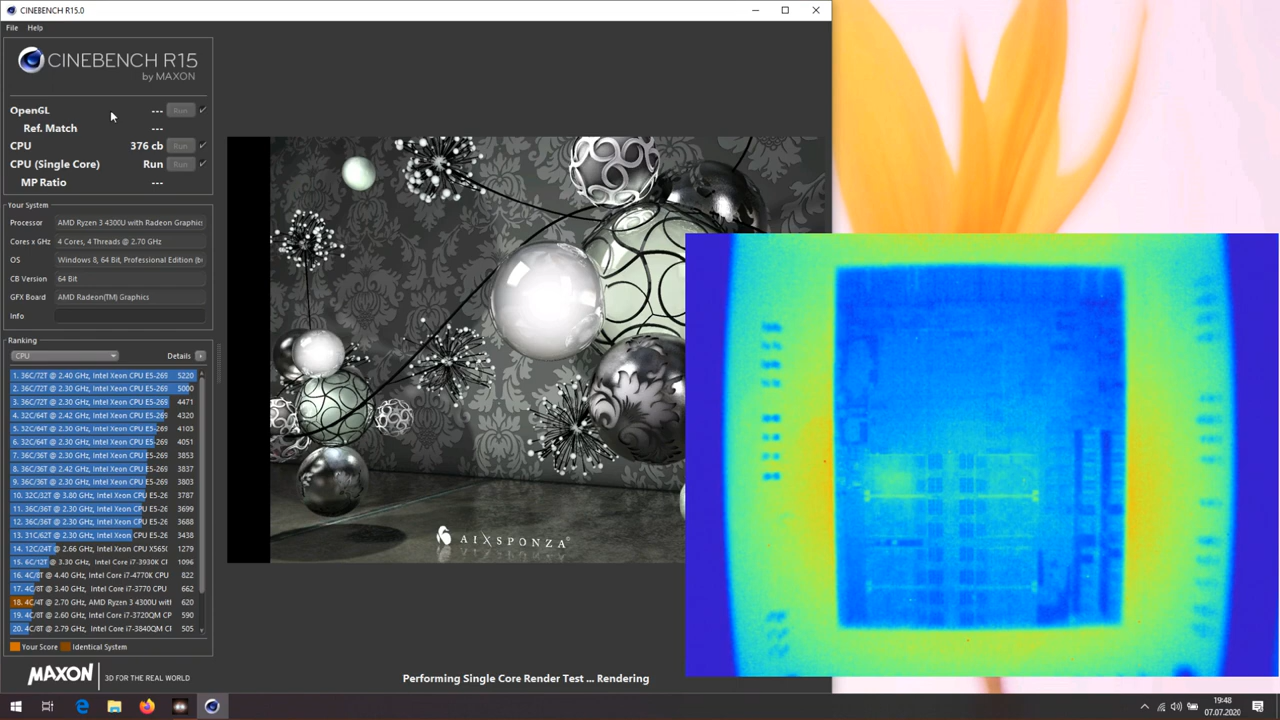 CINEBENCH R15.0
File Help
CINEBENCH R15
by MAXON
OpenGL --- Run
Ref. Match ---
CPU 376 cb Run
CPU (Single Core) Run Run
MP Ratio ---
Your System
Processor AMD Ryzen 3 4300U with Radeon Graphic
Cores x GHz 4 Cores, 4 Threads @ 2.70 GHz
OS Windows 8, 64 Bit, Professional Edition (b
CB Version 64 Bit
GFX Board AMD Radeon(TM) Graphics
Info
Ranking
CPU Details
1. 36C/72T @ 2.40 GHz, Intel Xeon CPU E5-269 5220
2. 36C/72T @ 2.30 GHz, Intel Xeon CPU E5-269 5000
3. 36C/72T @ 2.30 GHz, Intel Xeon CPU E5-269 4471
4. 32C/64T @ 2.42 GHz, Intel Xeon CPU E5-269 4320
5. 32C/64T @ 2.30 GHz, Intel Xeon CPU E5-269 4103
6. 32C/64T @ 2.30 GHz, Intel Xeon CPU E5-269 4051
7. 36C/36T @ 2.30 GHz, Intel Xeon CPU E5-269 3853
8. 36C/36T @ 2.42 GHz, Intel Xeon CPU E5-269 3837
9. 36C/36T @ 2.30 GHz, Intel Xeon CPU E5-269 3803
10. 32C/32T @ 3.80 GHz, Intel Xeon CPU E5-26 3787
11. 36C/36T @ 2.30 GHz, Intel Xeon CPU E5-26 3699
12. 36C/36T @ 2.30 GHz, Intel Xeon CPU E5-26 3688
13. 31C/62T @ 2.30 GHz, Intel Xeon CPU E5-26 3438
14. 12C/24T @ 2.66 GHz, Intel Xeon CPU X565 1279
15. 6C/12T @ 3.30 GHz, Intel Core i7-3930K CP 1096
16. 4C/8T @ 4.40 GHz, Intel Core i7-4770K CPU 822
17. 4C/8T @ 3.40 GHz, Intel Core i7-3770 CPU 662
18. 4C/4T @ 2.70 GHz, AMD Ryzen 3 4300U wit 620
19. 4C/8T @ 2.60 GHz, Intel Core i7-3720QM CP 590
20. 4C/8T @ 2.79 GHz, Intel Core i7-3840QM CP 505
Your Score Identical System
MAXON 3D FOR THE REAL WORLD
AIXSPONZA
Performing Single Core Render Test ... Rendering
19:48
07.07.2020